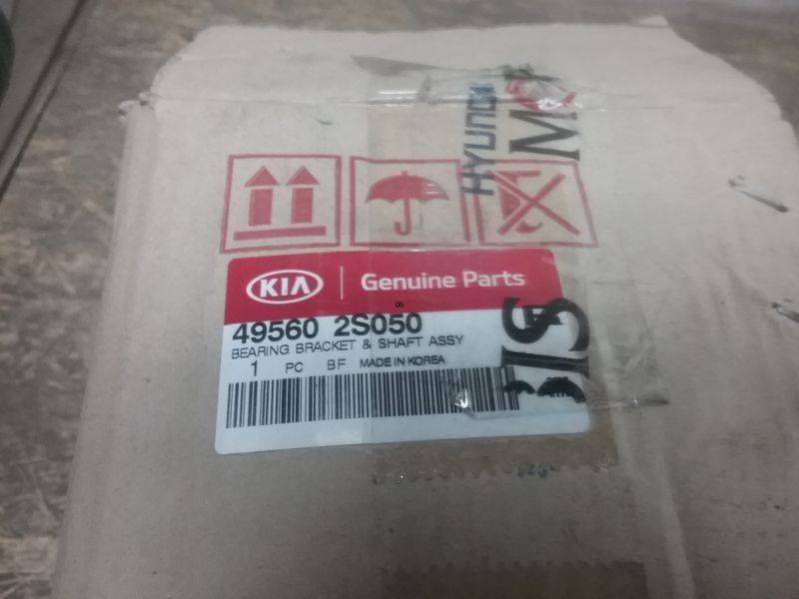 HYUNDAI
KIA Genuine Parts
49560 2S050
BEARING BRACKET & SHAFT ASSY
1 PC BF MADE IN KOREA